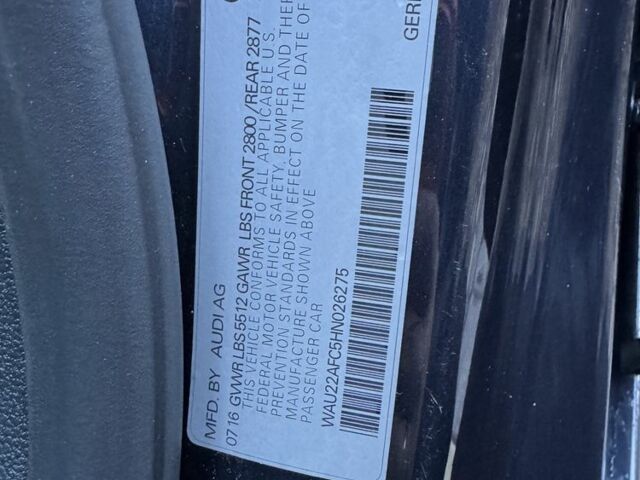 MFD. BY AUDI AG
0716 GVWR LBS 5512 GAWR LBS FRONT 2800 /REAR 2877
THIS VEHICLE CONFORMS TO ALL APPLICABLE U.S.
FEDERAL MOTOR VEHICLE SAFETY, BUMPER AND THEF
PREVENTION STANDARDS IN EFFECT ON THE DATE OF
MANUFACTURE SHOWN ABOVE
PASSENGER CAR
WAU22AFC5HN026275